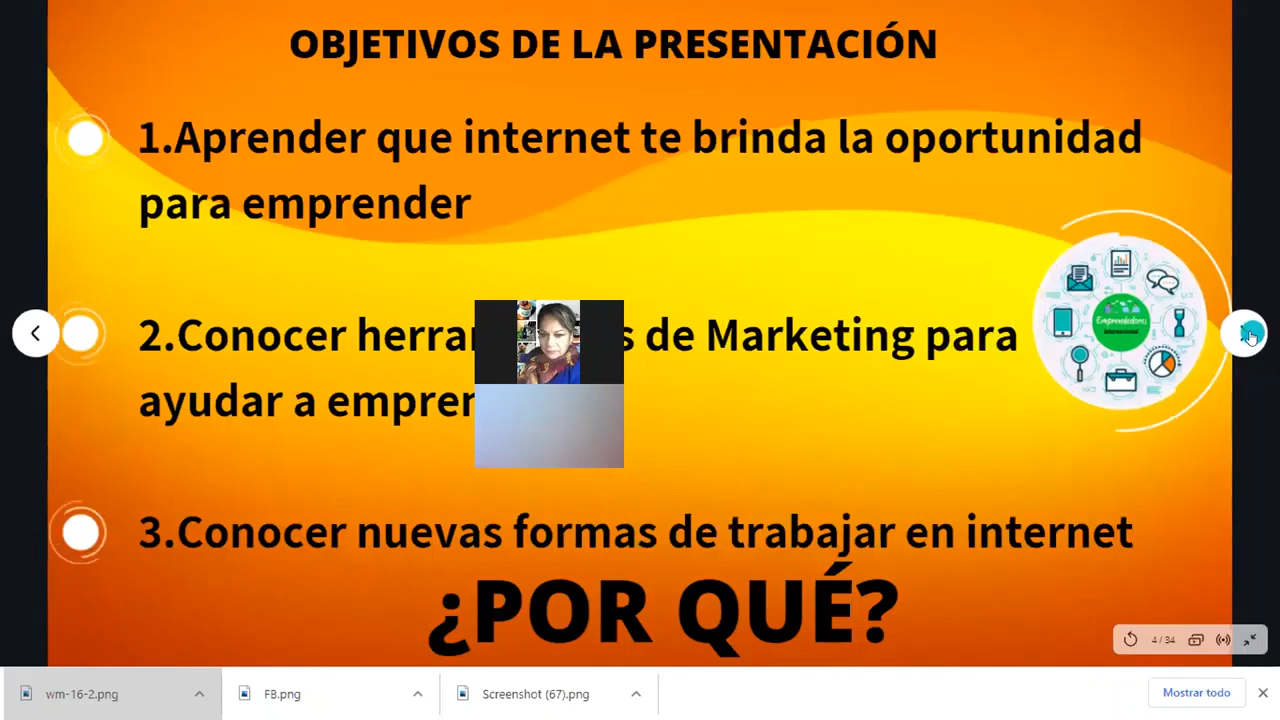 OBJETIVOS DE LA PRESENTACIÓN
1.Aprender que internet te brinda la oportunidad
para emprender
2.Conocer de Marketing para
ayudar a
3.Conocer nuevas formas de trabajar en internet
¿POR QUÉ?
Emprendedores
4 / 34
wm-16-2.png
FB.png
Screenshot (67).png
Mostrar todo